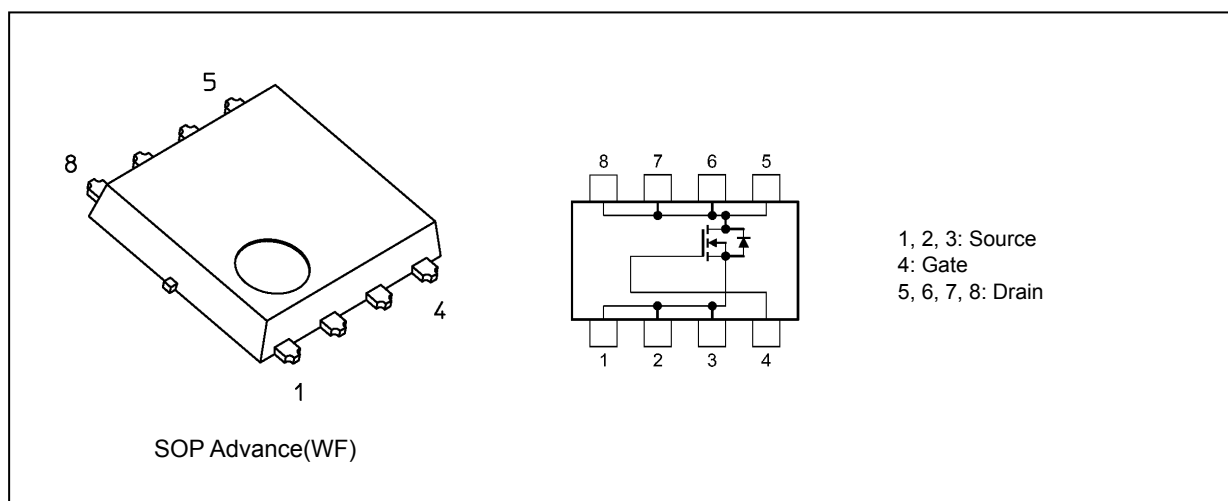 5
8
4
1
SOP Advance(WF)
8 7 6 5
1 2 3 4
1, 2, 3: Source
4: Gate
5, 6, 7, 8: Drain